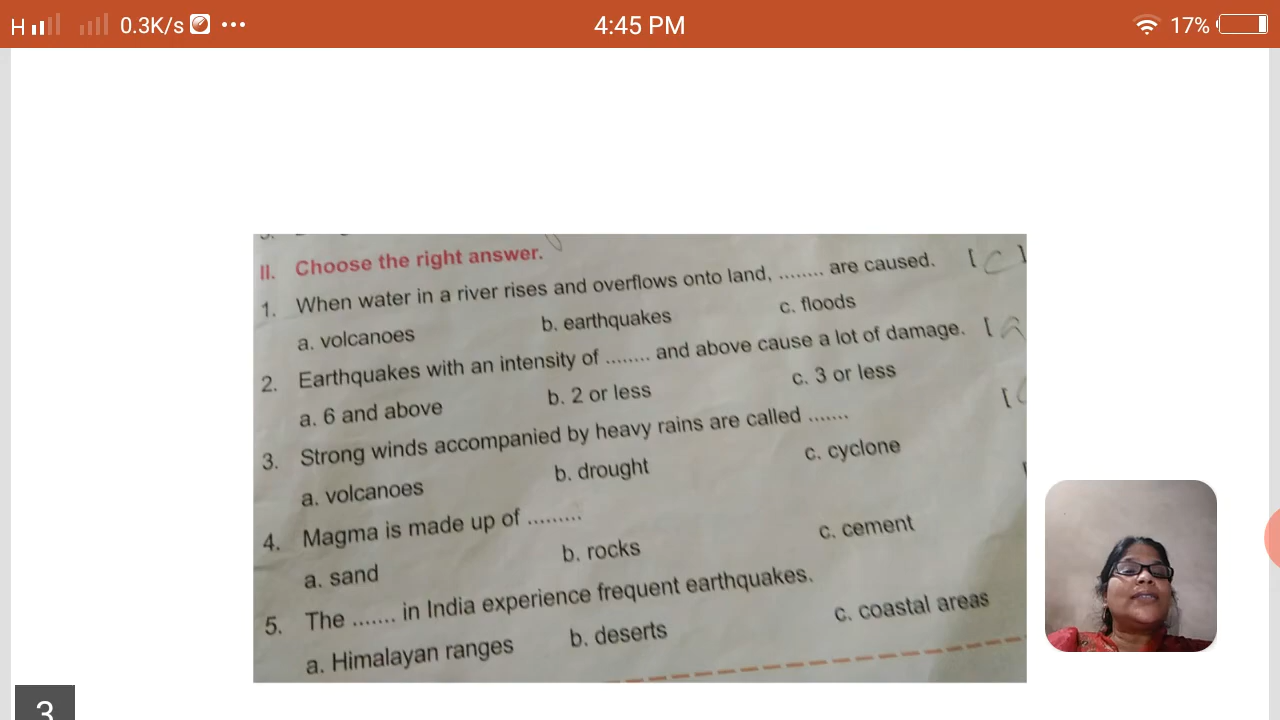 H 0.3K/s ••• 4:45 PM 17%
II. Choose the right answer.
1. When water in a river rises and overflows onto land, ........ are caused. [ C ]
a. volcanoes b. earthquakes c. floods
2. Earthquakes with an intensity of ........ and above cause a lot of damage. [
a. 6 and above b. 2 or less c. 3 or less
3. Strong winds accompanied by heavy rains are called ....... [
a. volcanoes b. drought c. cyclone
4. Magma is made up of .........
a. sand b. rocks c. cement
5. The ....... in India experience frequent earthquakes.
a. Himalayan ranges b. deserts c. coastal areas
3